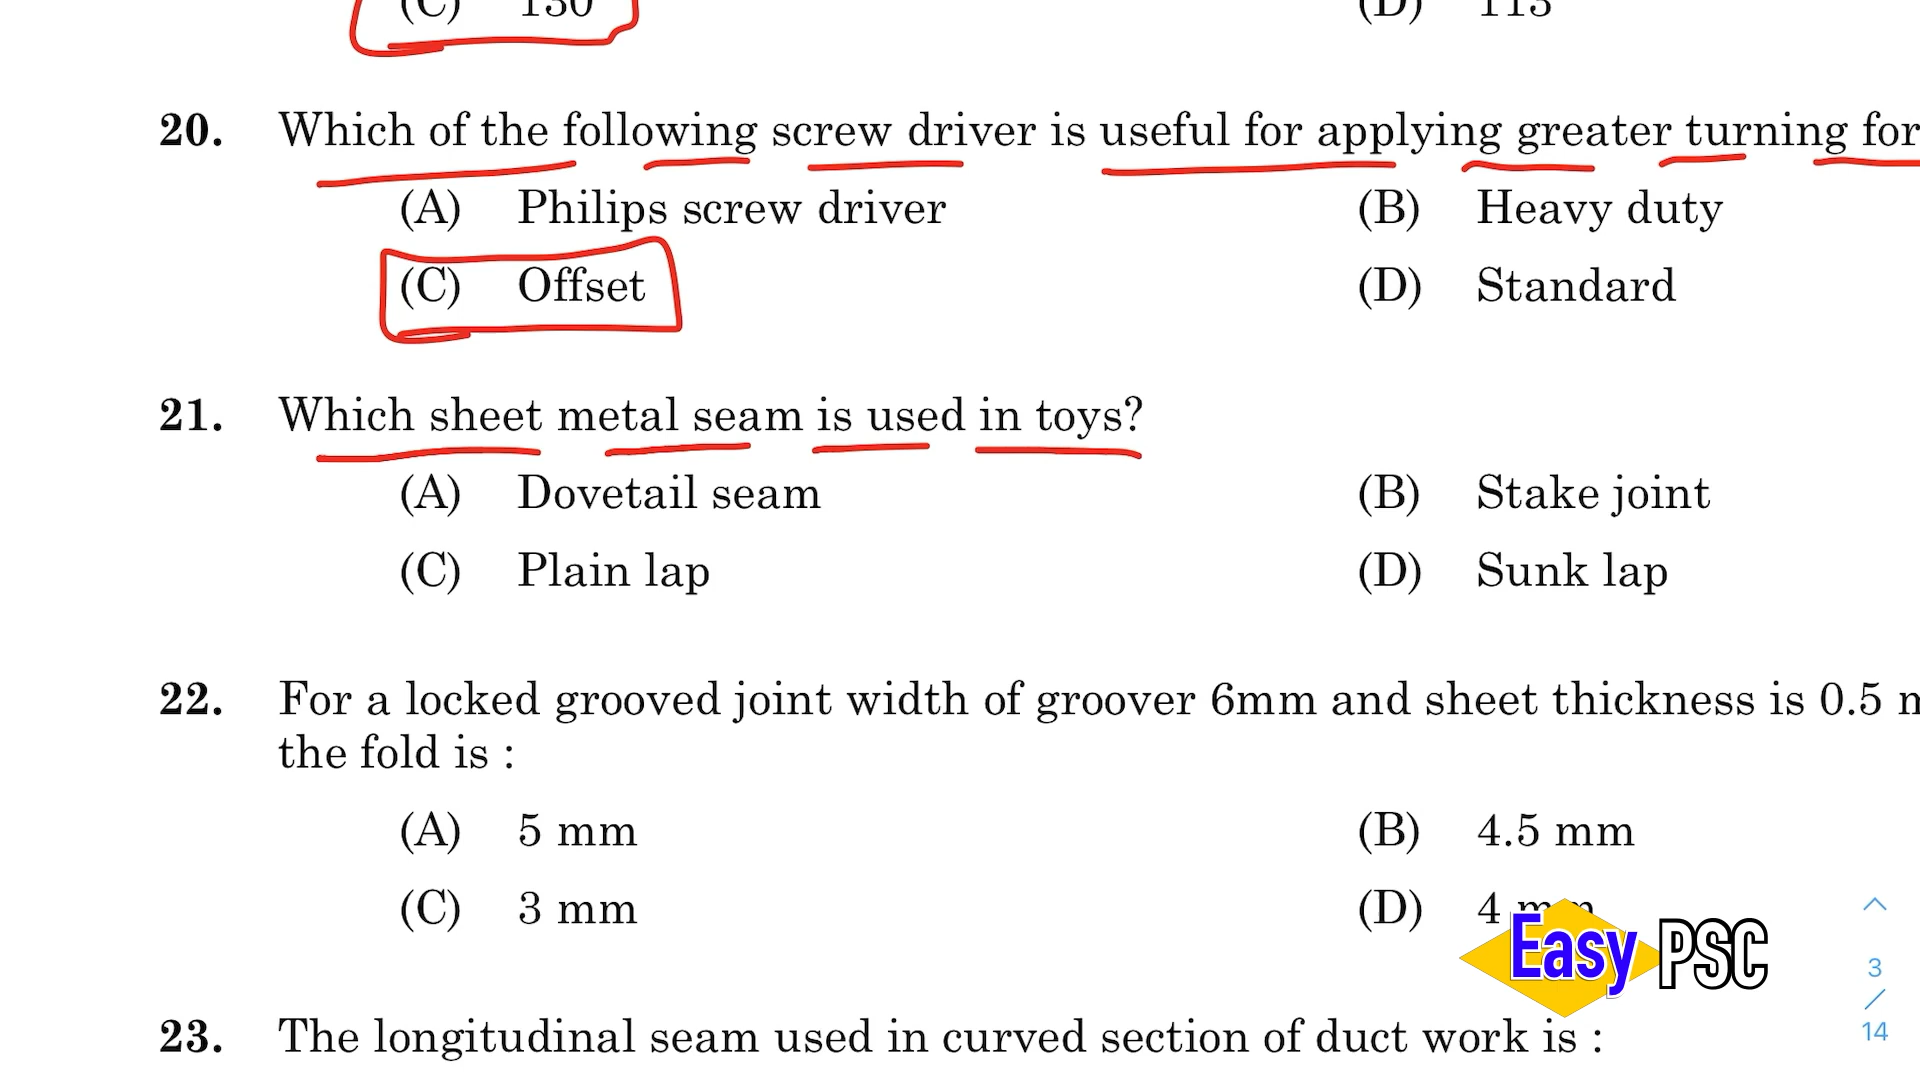 (C) 130 (D) 113
20. Which of the following screw driver is useful for applying greater turning for
(A) Philips screw driver (B) Heavy duty
(C) Offset (D) Standard
21. Which sheet metal seam is used in toys?
(A) Dovetail seam (B) Stake joint
(C) Plain lap (D) Sunk lap
22. For a locked grooved joint width of groover 6mm and sheet thickness is 0.5 m
the fold is :
(A) 5 mm (B) 4.5 mm
(C) 3 mm (D) 4 mm
Easy PSC
3
/
14
23. The longitudinal seam used in curved section of duct work is :